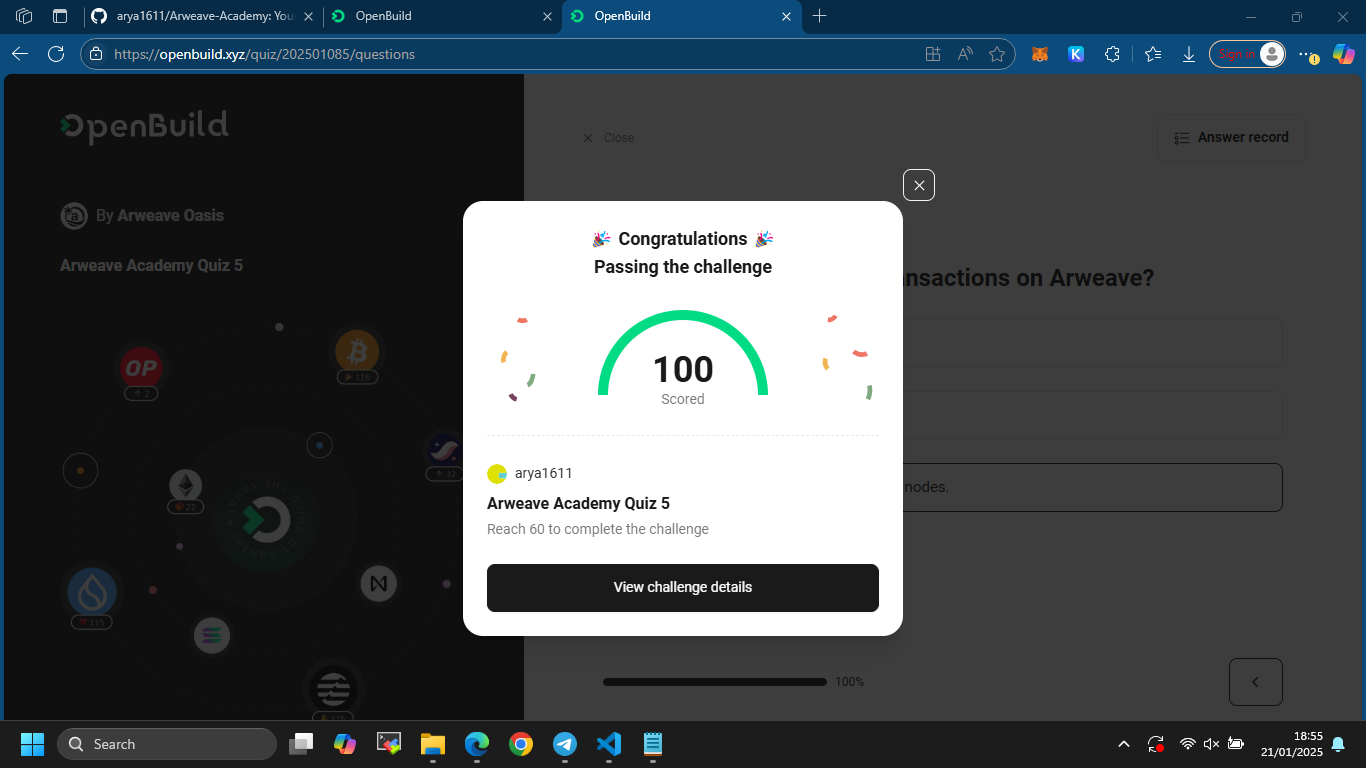 arya1611/Arweave-Academy: You
OpenBuild
OpenBuild
https://openbuild.xyz/quiz/202501085/questions
Sign in
OpenBuild
Close
Answer record
By Arweave Oasis
Arweave Academy Quiz 5
nsactions on Arweave?
nodes.
Congratulations
Passing the challenge
100
Scored
arya1611
Arweave Academy Quiz 5
Reach 60 to complete the challenge
View challenge details
OP
2
115
32
22
115
116
100%
Search
18:55
21/01/2025